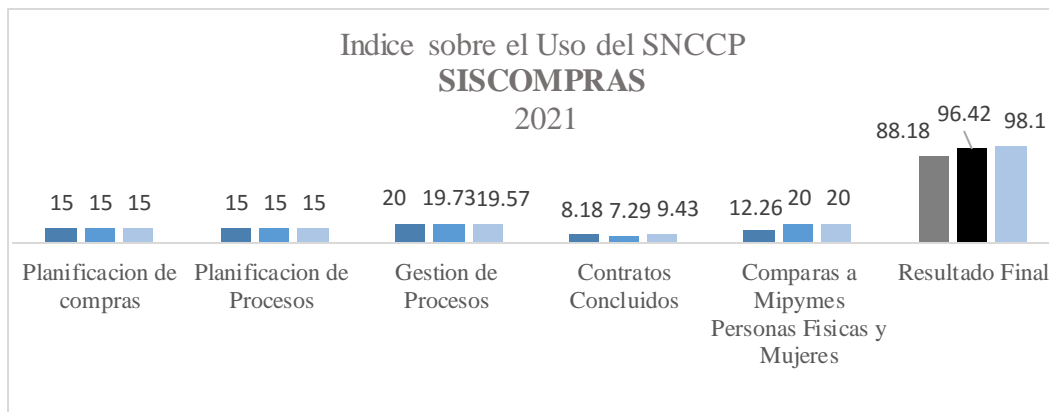 Indice sobre el Uso del SNCCP
SISCOMPRAS
2021
15 15 15
15 15 15
20 19.73 19.57
8.18 7.29 9.43
12.26 20 20
88.18 96.42 98.1
Planificacion de
compras
Planificacion de
Procesos
Gestion de
Procesos
Contratos
Concluidos
Comparas a
Mipymes
Personas Fisicas y
Mujeres
Resultado Final